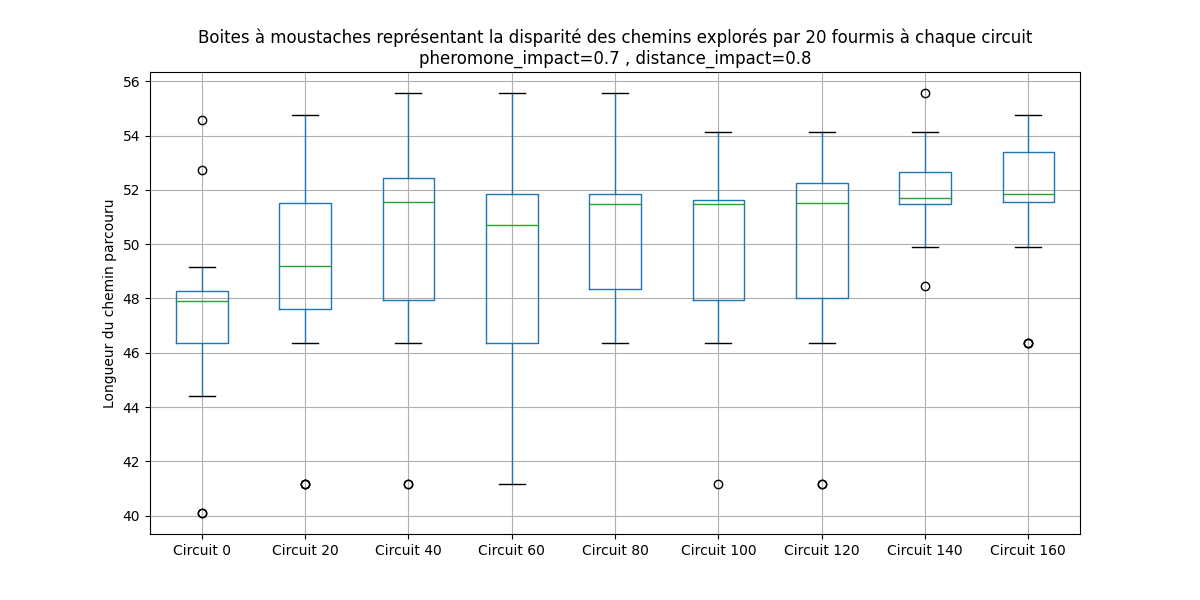 Boites à moustaches représentant la disparité des chemins explorés par 20 fourmis à chaque circuit
pheromone_impact=0.7 , distance_impact=0.8
Longueur du chemin parcouru
56
54
52
50
48
46
44
42
40
Circuit 0
Circuit 20
Circuit 40
Circuit 60
Circuit 80
Circuit 100
Circuit 120
Circuit 140
Circuit 160